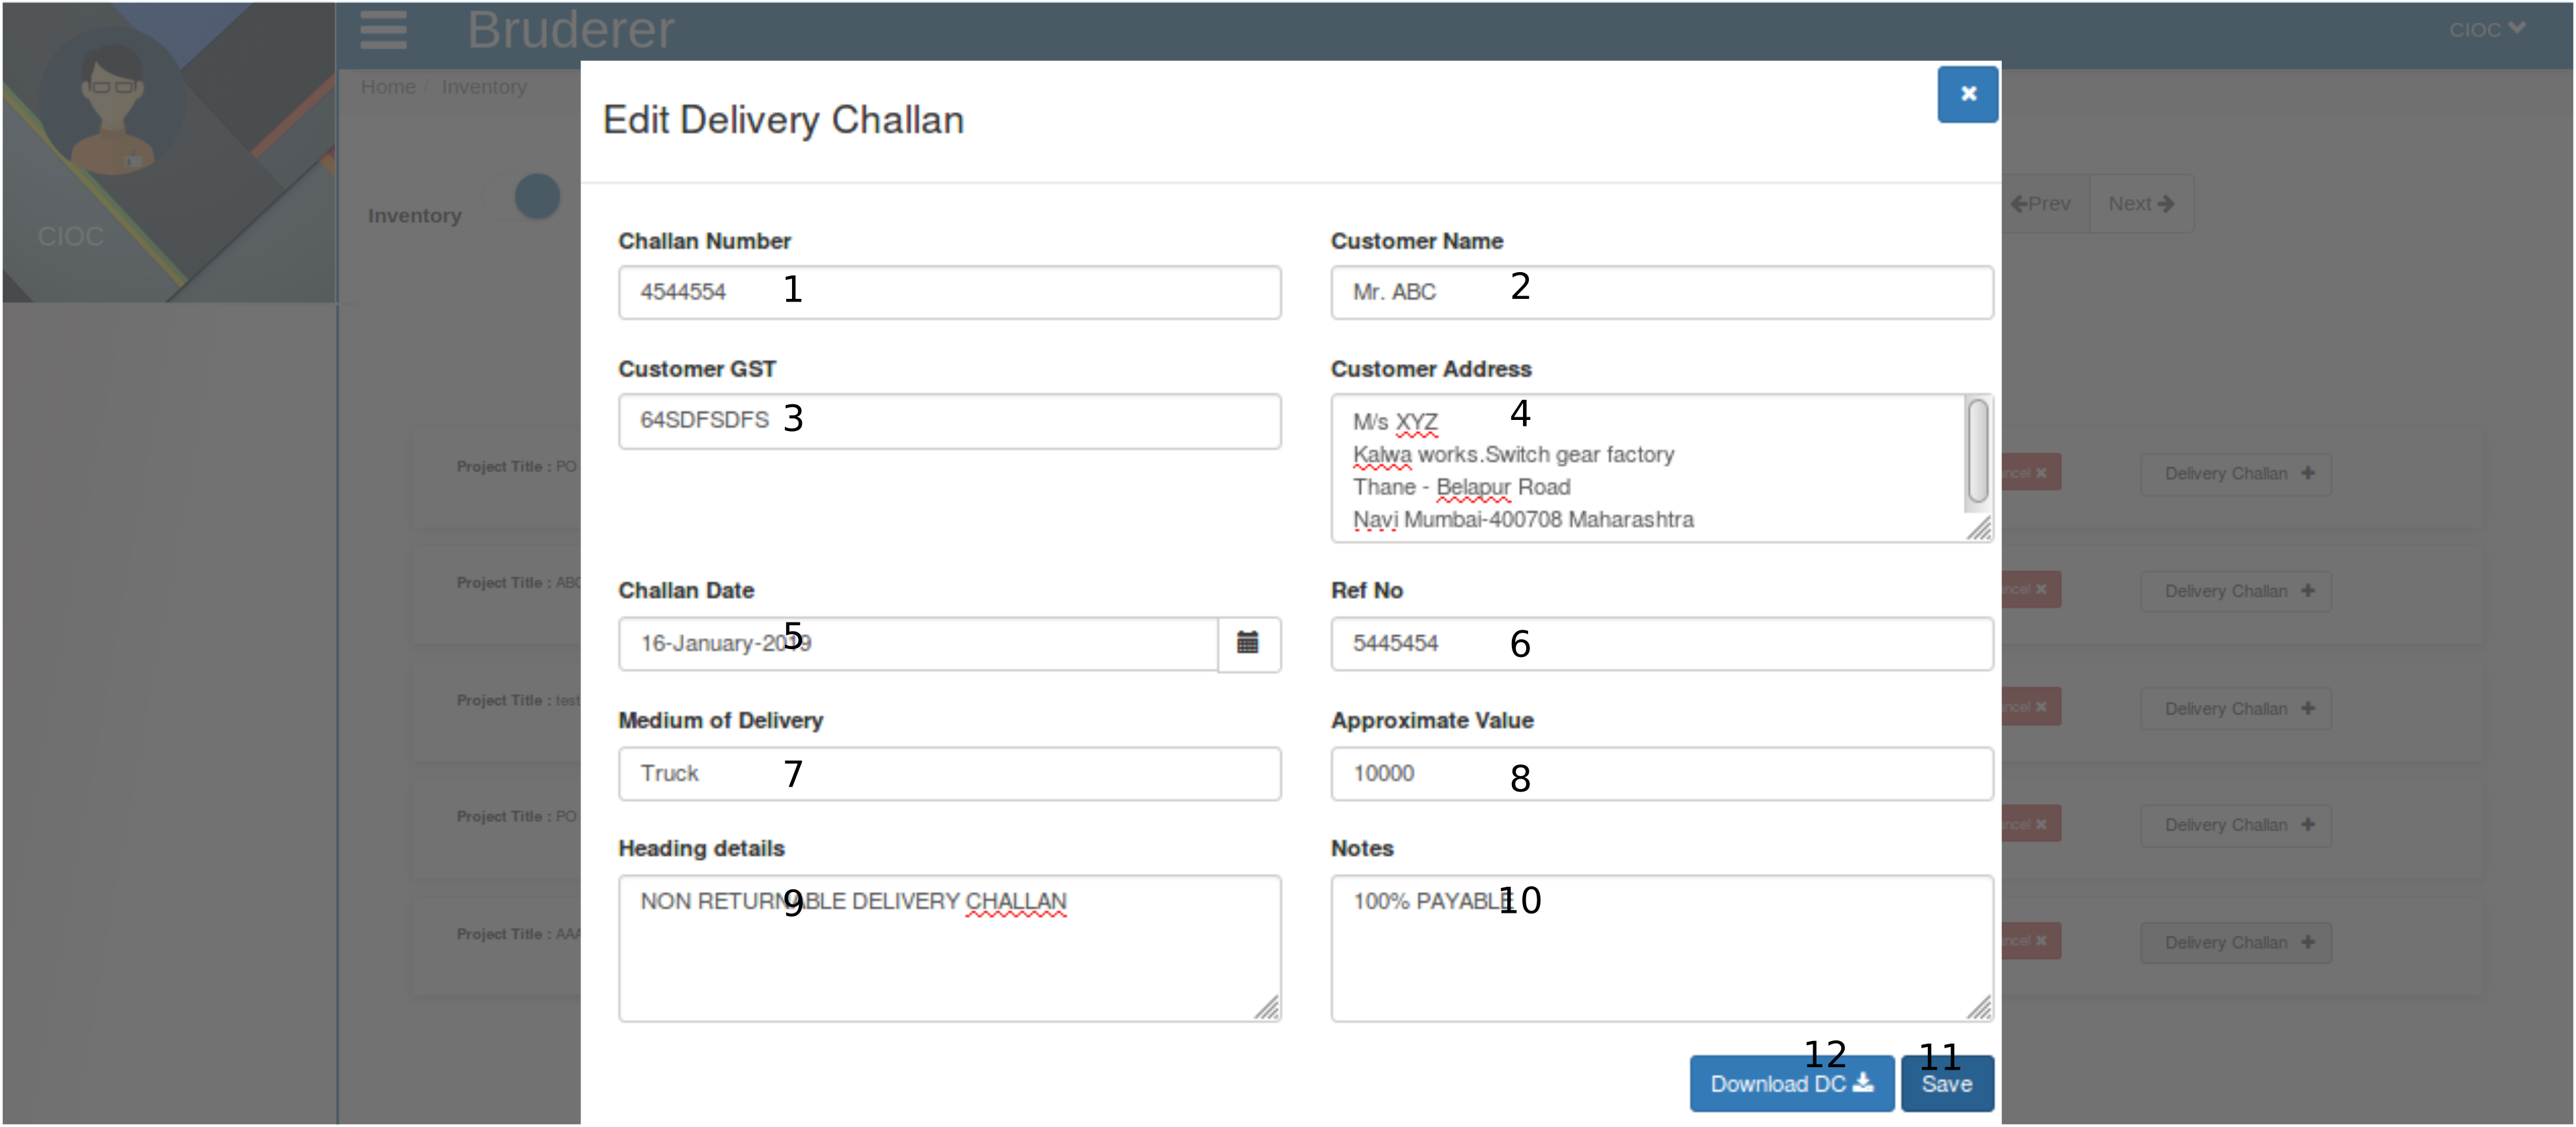 Bruderer
CIOC
Home / Inventory
CIOC
Inventory
Prev
Next
Edit Delivery Challan
Challan Number
4544554 1
Customer Name
Mr. ABC 2
Customer GST
64SDFSDFS 3
Customer Address
M/s XYZ 4
Kalwa works.Switch gear factory
Thane - Belapur Road
Navi Mumbai-400708 Maharashtra
Challan Date
16-January-2019 5
Ref No
5445454 6
Medium of Delivery
Truck 7
Approximate Value
10000 8
Heading details
NON RETURNABLE DELIVERY CHALLAN 9
Notes
100% PAYABLE 10
12
11
Download DC
Save
Project Title : PO
ncel
Delivery Challan +
Project Title : ABC
ncel
Delivery Challan +
Project Title : test
ncel
Delivery Challan +
Project Title : PO
ncel
Delivery Challan +
Project Title : AAA
ncel
Delivery Challan +